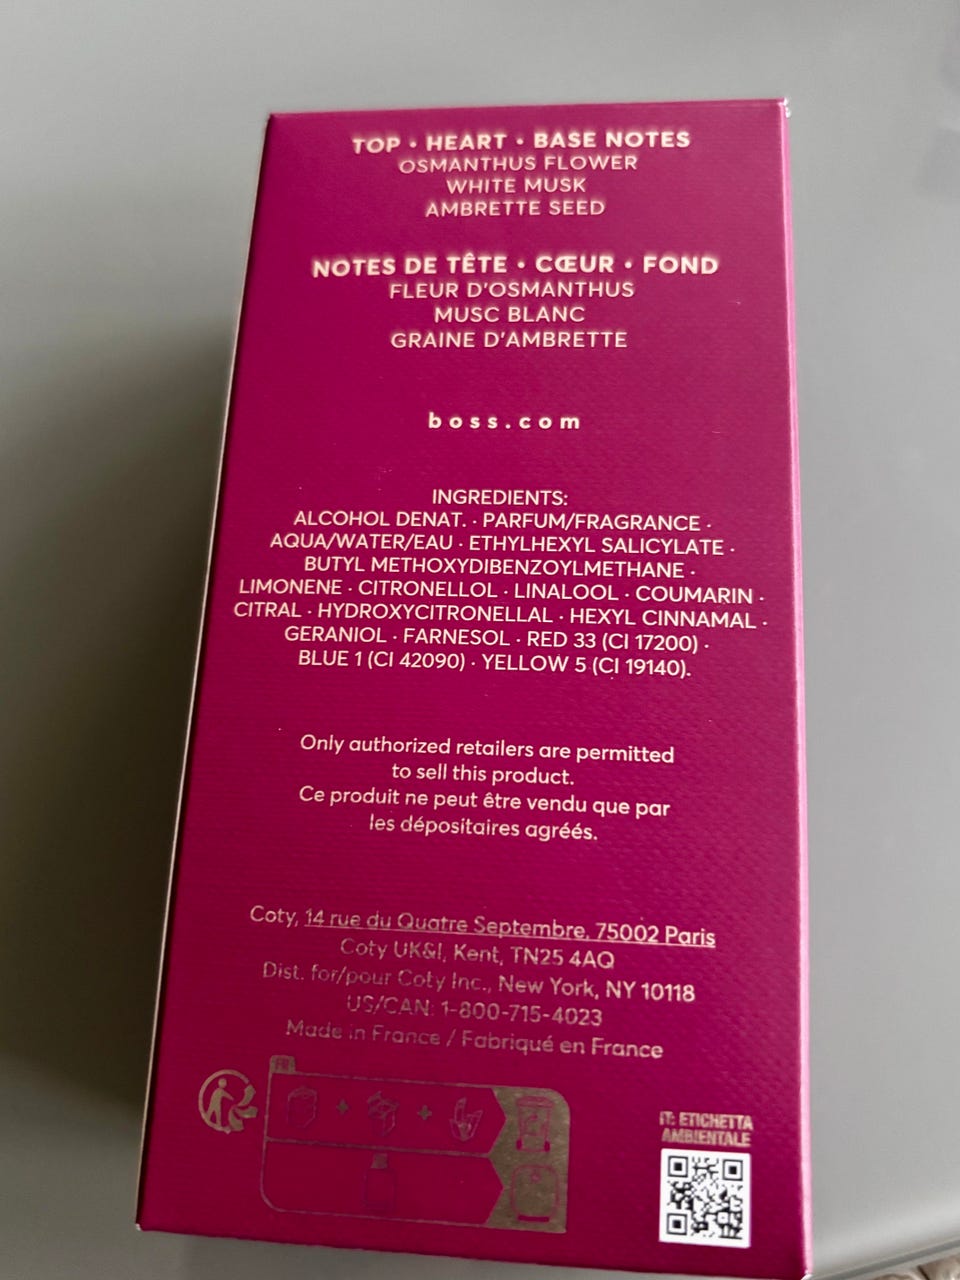 TOP · HEART · BASE NOTES
OSMANTHUS FLOWER
WHITE MUSK
AMBRETTE SEED
NOTES DE TÊTE · CŒUR · FOND
FLEUR D'OSMANTHUS
MUSC BLANC
GRAINE D'AMBRETTE
boss.com
INGREDIENTS:
ALCOHOL DENAT. · PARFUM/FRAGRANCE ·
AQUA/WATER/EAU · ETHYLHEXYL SALICYLATE ·
BUTYL METHOXYDIBENZOYLMETHANE ·
LIMONENE · CITRONELLOL · LINALOOL · COUMARIN ·
CITRAL · HYDROXYCITRONELLAL · HEXYL CINNAMAL ·
GERANIOL · FARNESOL · RED 33 (CI 17200) ·
BLUE 1 (CI 42090) · YELLOW 5 (CI 19140).
Only authorized retailers are permitted
to sell this product.
Ce produit ne peut être vendu que par
les dépositaires agréés.
Coty, 14 rue du Quatre Septembre, 75002 Paris
Coty UK&I, Kent, TN25 4AQ
Dist. for/pour Coty Inc., New York, NY 10118
US/CAN: 1-800-715-4023
Made in France / Fabriqué en France
FR
IT: ETICHETTA
AMBIENTALE